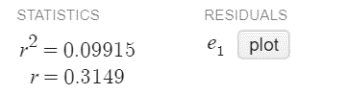 STATISTICS RESIDUALS
r² = 0.09915 e₁ plot
r = 0.3149